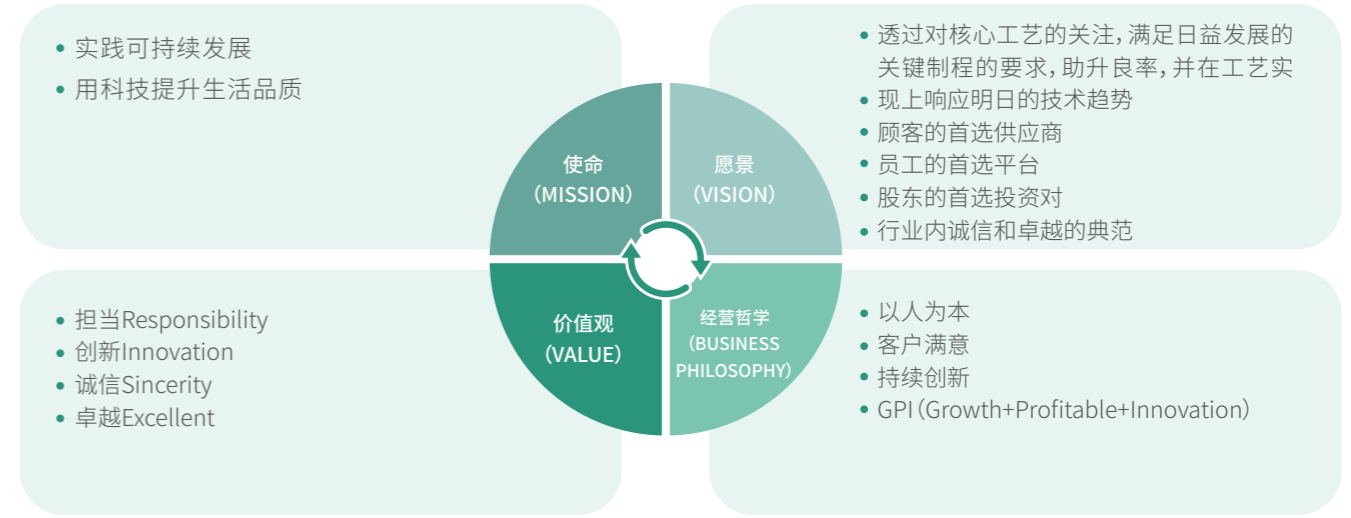 实践可持续发展
用科技提升生活品质
透过对核心工艺的关注，满足日益发展的
关键制程的要求，助升良率，并在工艺实
现上响应明日的技术趋势
顾客的首选供应商
员工的首选平台
股东的首选投资对
行业内诚信和卓越的典范
使命
（MISSION）
愿景
（VISION）
价值观
（VALUE）
经营哲学
（BUSINESS
PHILOSOPHY）
担当Responsibility
创新Innovation
诚信Sincerity
卓越Excellent
以人为本
客户满意
持续创新
GPI（Growth+Profitable+Innovation）